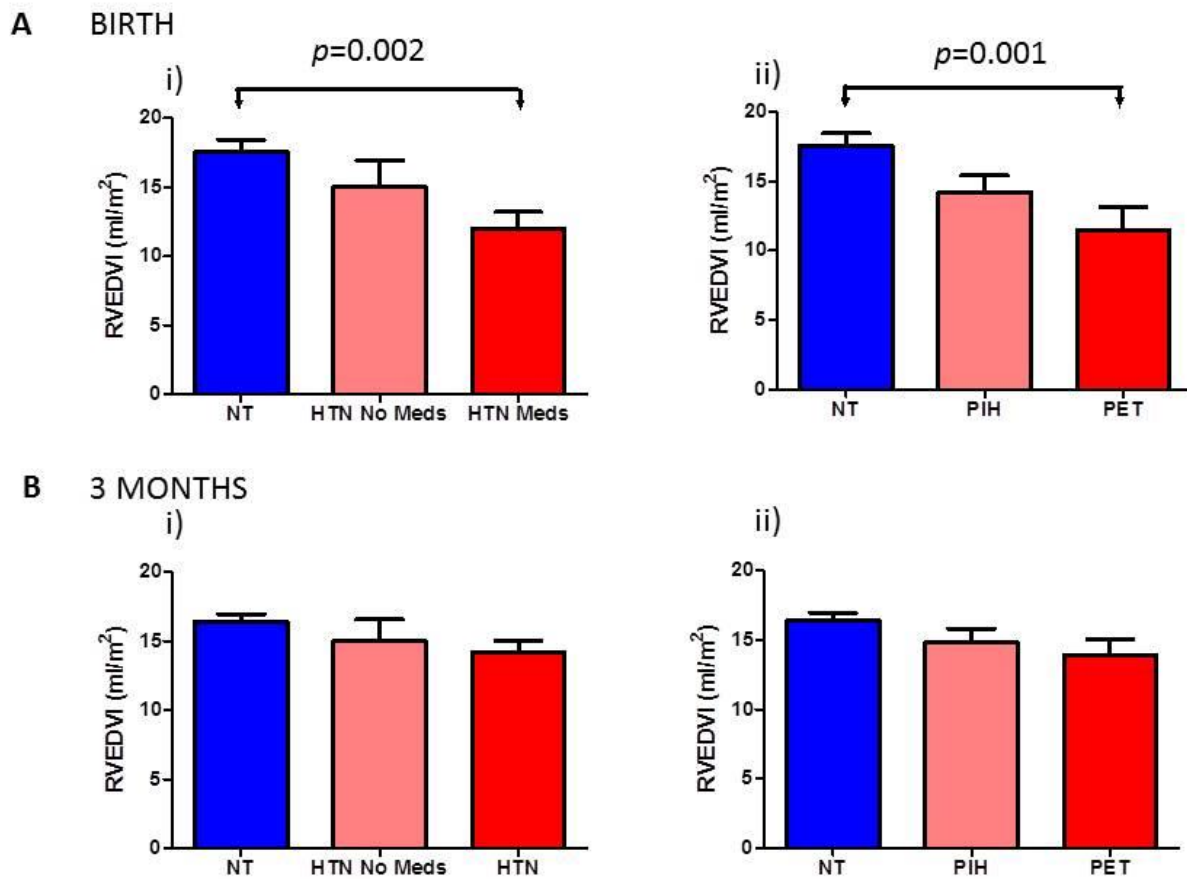 A BIRTH
i)
p=0.002
RVEDVI (ml/m²)
20
15
10
5
0
NT HTN No Meds HTN Meds
ii)
p=0.001
RVEDVI (ml/m²)
20
15
10
5
0
NT PIH PET
B 3 MONTHS
i)
RVEDVI (ml/m²)
20
15
10
5
0
NT HTN No Meds HTN
ii)
RVEDVI (ml/m²)
20
15
10
5
0
NT PIH PET